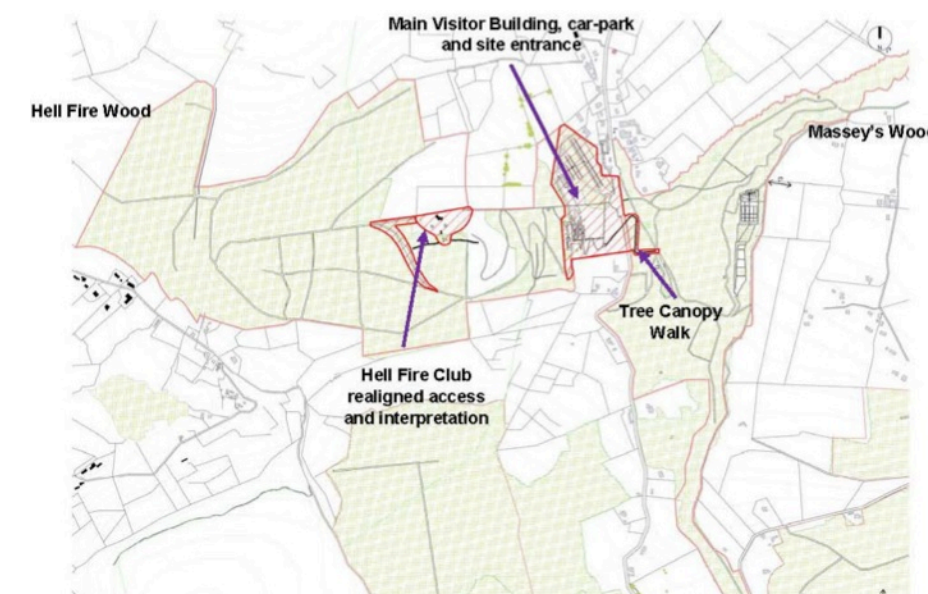 Main Visitor Building, car-park
and site entrance
Hell Fire Wood
Massey's Wood
Tree Canopy
Walk
Hell Fire Club
realigned access
and interpretation